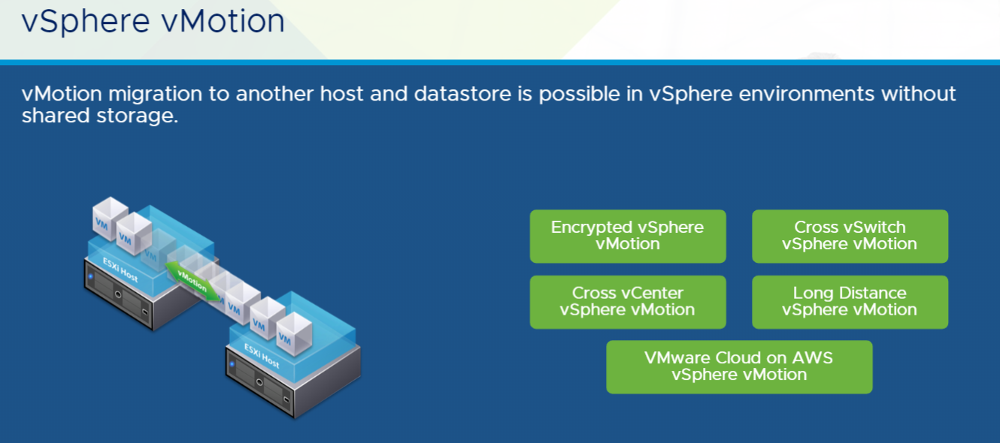 vSphere vMotion
vMotion migration to another host and datastore is possible in vSphere environments without
shared storage.
VM
VM
VM
ESXi Host
vMotion
M
VM
VM
VM
ESXi Host
Encrypted vSphere
vMotion
Cross vSwitch
vSphere vMotion
Cross vCenter
vSphere vMotion
Long Distance
vSphere vMotion
VMware Cloud on AWS
vSphere vMotion